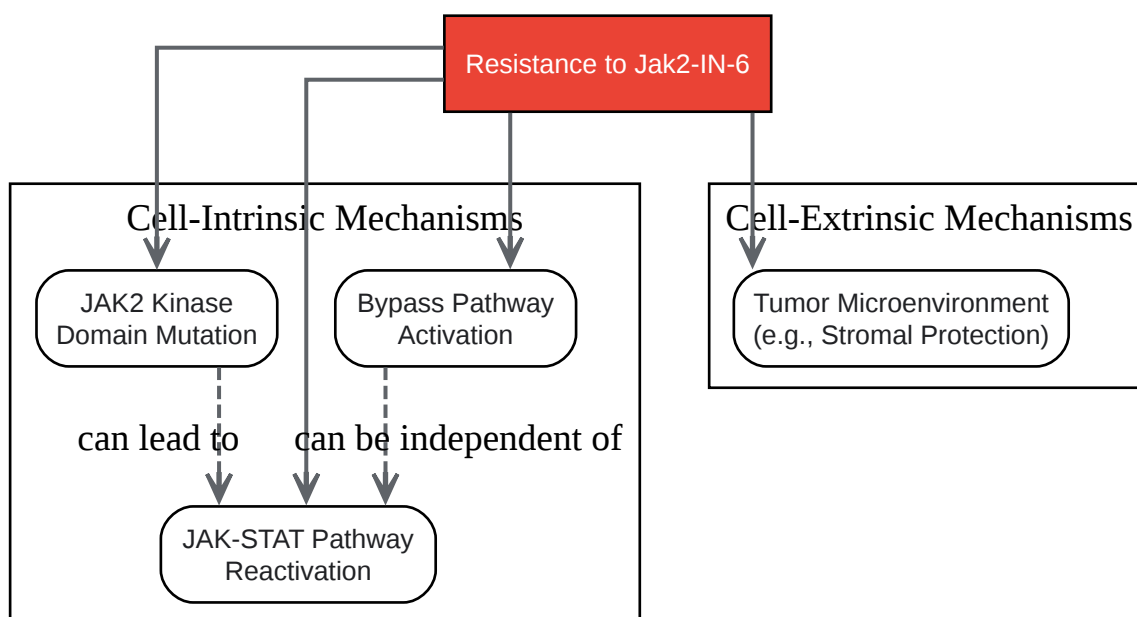 Resistance to Jak2-IN-6
Cell-Intrinsic Mechanisms
Cell-Extrinsic Mechanisms
JAK2 Kinase
Domain Mutation
Bypass Pathway
Activation
Tumor Microenvironment
(e.g., Stromal Protection)
can lead to
can be independent of
JAK-STAT Pathway
Reactivation